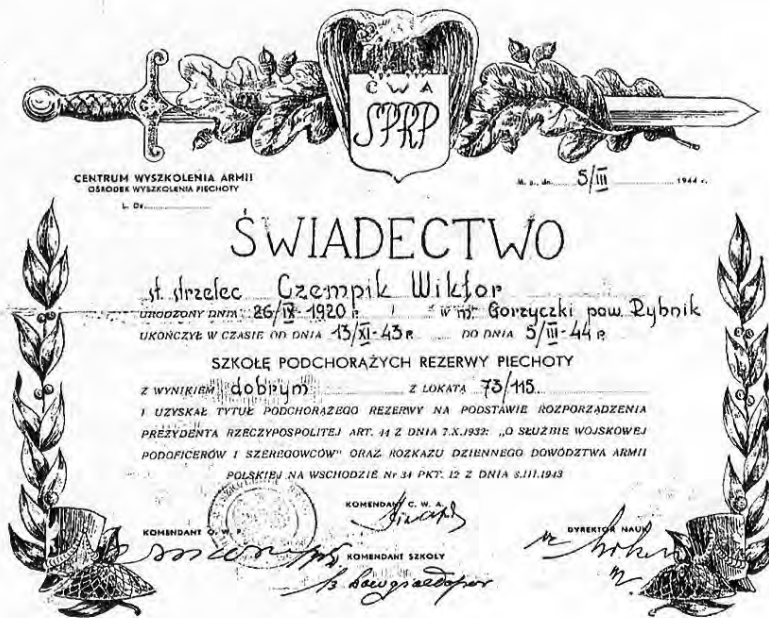 C W A
SPRP
CENTRUM WYSZKOLENIA ARMII
OŚRODEK WYSZKOLENIA PIECHOTY
L. Dz.
M. p., dn. 5/III 1944 r.
ŚWIADECTWO
st. strzelec Czempik Wiktor
URODZONY DNIA 26/IX-1920 R. W m. Gorzyczki pow. Rybnik
UKOŃCZYŁ W CZASIE OD DNIA 13/XI-43 R DO DNIA 5/III-44 R
SZKOŁĘ PODCHORĄŻYCH REZERWY PIECHOTY
Z WYNIKIEM dobrym Z LOKATĄ 73/115
I UZYSKAŁ TYTUŁ PODCHORĄŻEGO REZERWY NA PODSTAWIE ROZPORZĄDZENIA
PREZYDENTA RZECZYPOSPOLITEJ ART. 44 Z DNIA 7.X.1932: „O SŁUŻBIE WOJSKOWEJ
PODOFICERÓW I SZEREGOWCÓW" ORAZ ROZKAZU DZIENNEGO DOWÓDZTWA ARMII
POLSKIEJ NA WSCHODZIE Nr 34 PKT. 12 Z DNIA 8.III.1943
KOMENDANT C. W. A.
KOMENDANT O. W. P.
DYREKTOR NAUK
KOMENDANT SZKOŁY